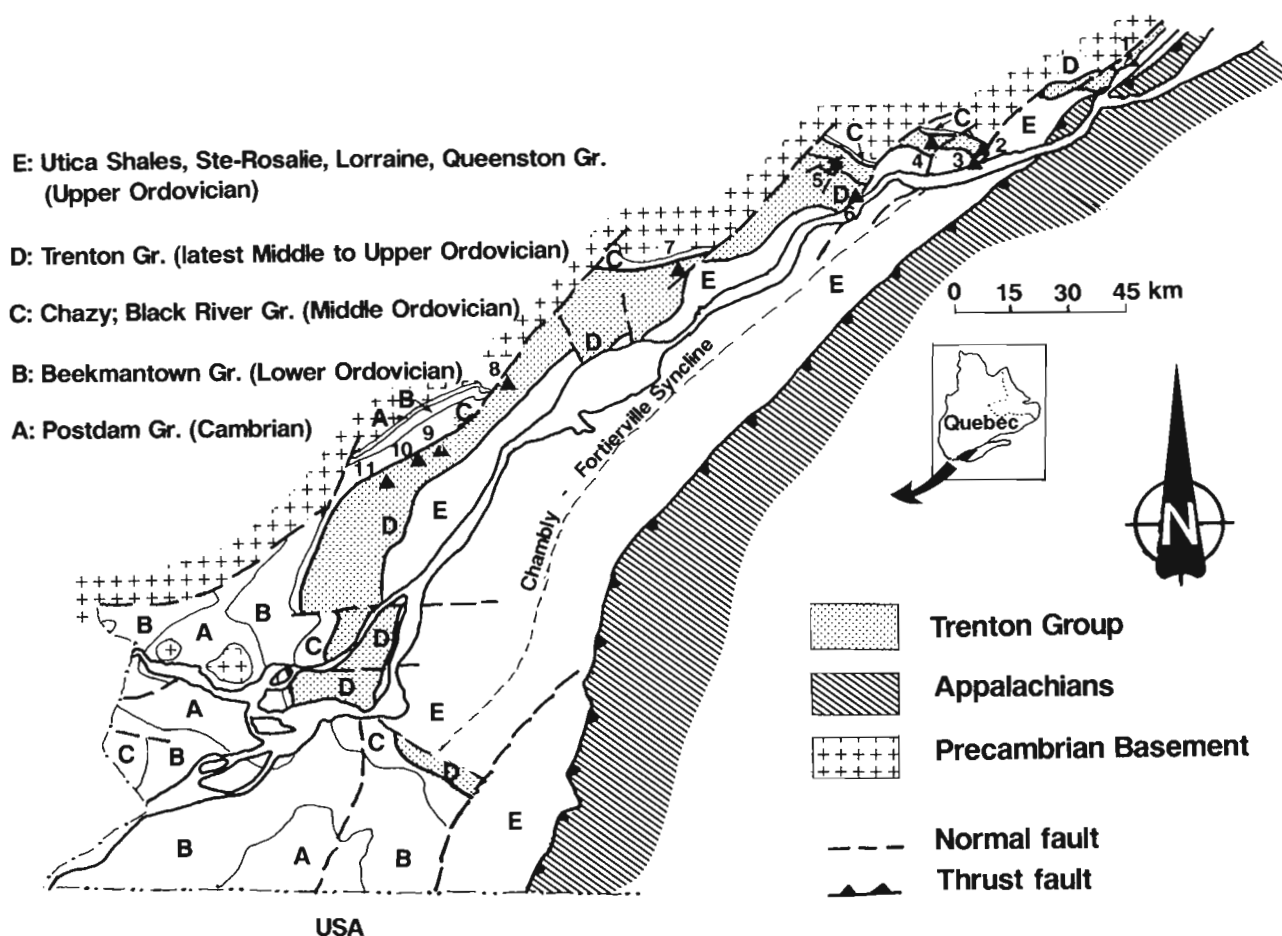 E: Utica Shales, Ste-Rosalie, Lorraine, Queenston Gr.
(Upper Ordovician)
D: Trenton Gr. (latest Middle to Upper Ordovician)
C: Chazy; Black River Gr. (Middle Ordovician)
B: Beekmantown Gr. (Lower Ordovician)
A: Postdam Gr. (Cambrian)
1
D
E
C
2
3
4
C
5
D
6
E
E
7
C
D
8
B
A
C
9
10
11
D
E
Chambly - Fortierville Syncline
0 15 30 45 km
Quebec
N
B
A
B
C
D
D
A
E
C
B
C
D
E
B
A
B
USA
Trenton Group
Appalachians
Precambrian Basement
Normal fault
Thrust fault